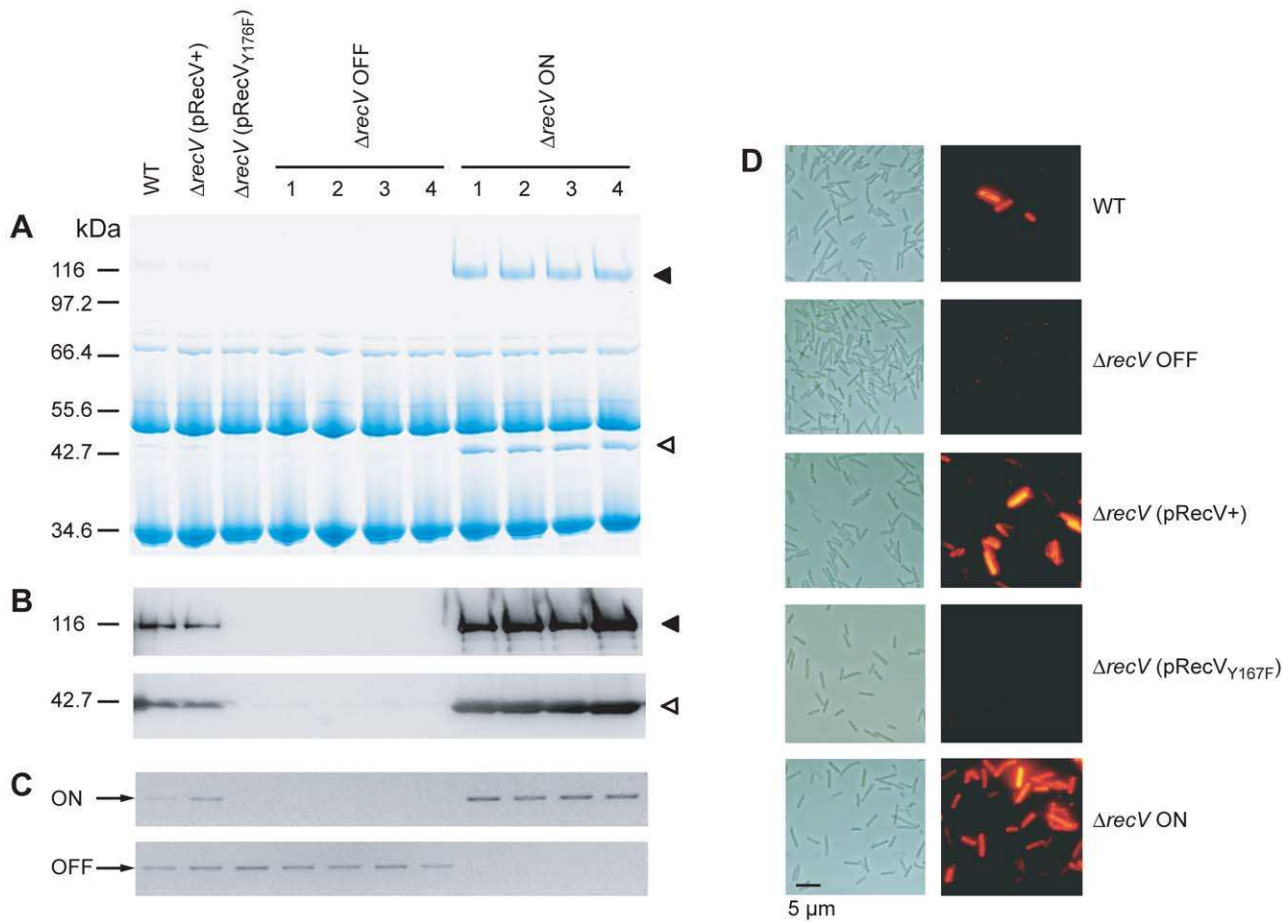 WT
ΔrecV (pRecV+)
ΔrecV (pRecVY176F)
ΔrecV OFF
ΔrecV ON
1 2 3 4 1 2 3 4
A kDa
116
97.2
66.4
55.6
42.7
34.6
B
116
42.7
C
ON
OFF
D
WT
ΔrecV OFF
ΔrecV (pRecV+)
ΔrecV (pRecVY167F)
ΔrecV ON
5 μm